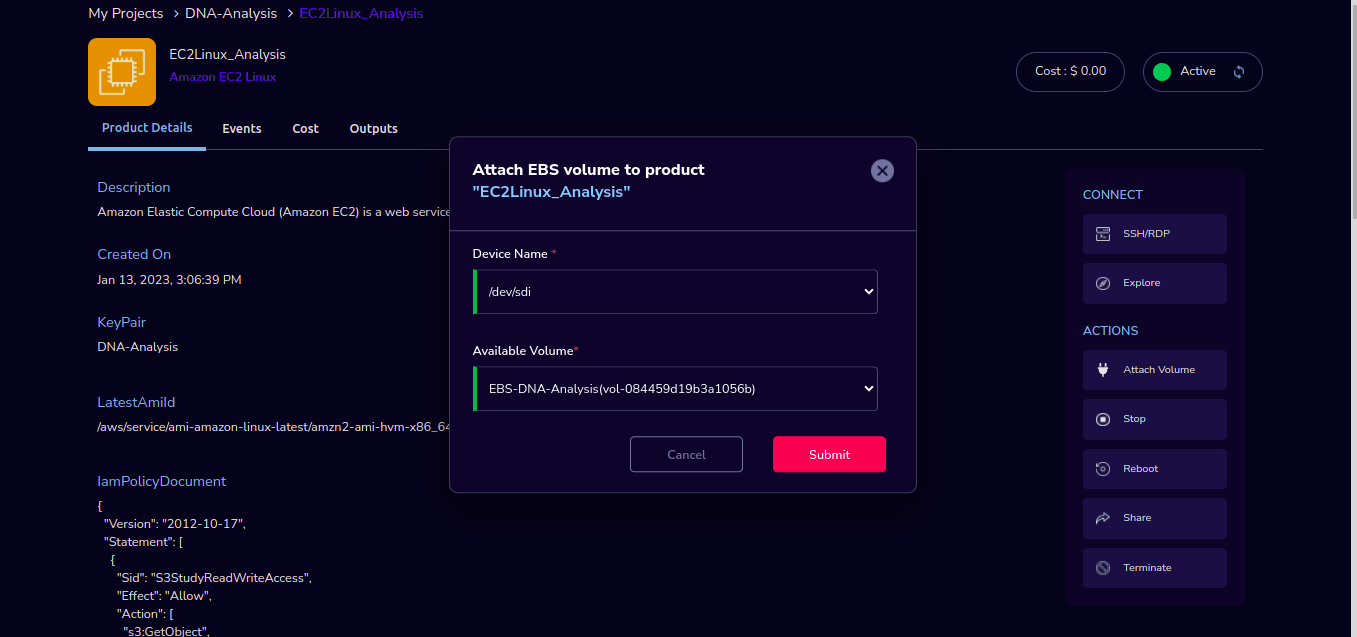 My Projects > DNA-Analysis > EC2Linux_Analysis
EC2Linux_Analysis
Amazon EC2 Linux
Cost : $ 0.00
Active
Product Details
Events
Cost
Outputs
Description
Amazon Elastic Compute Cloud (Amazon EC2) is a web service
Created On
Jan 13, 2023, 3:06:39 PM
KeyPair
DNA-Analysis
LatestAmiId
/aws/service/ami-amazon-linux-latest/amzn2-ami-hvm-x86_64
IamPolicyDocument
{
"Version": "2012-10-17",
"Statement": [
{
"Sid": "S3StudyReadWriteAccess",
"Effect": "Allow",
"Action": [
"s3:GetObject",
Attach EBS volume to product
"EC2Linux_Analysis"
Device Name *
/dev/sdi
Available Volume*
EBS-DNA-Analysis(vol-084459d19b3a1056b)
Cancel
Submit
CONNECT
SSH/RDP
Explore
ACTIONS
Attach Volume
Stop
Reboot
Share
Terminate